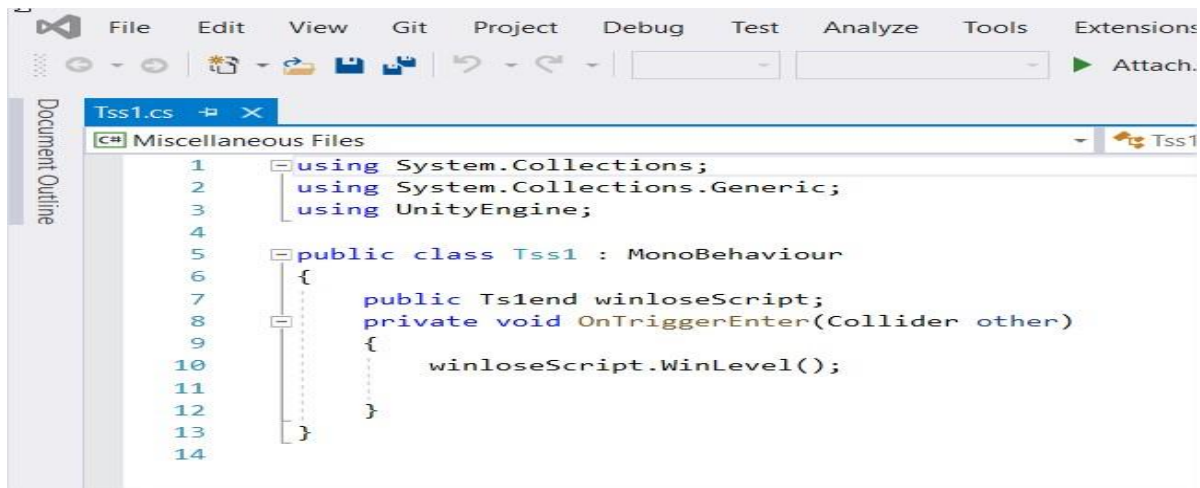 File Edit View Git Project Debug Test Analyze Tools Extensions
Attach.
Document Outline
Tss1.cs
C# Miscellaneous Files Tss1
1 using System.Collections;
2 using System.Collections.Generic;
3 using UnityEngine;
4
5 public class Tss1 : MonoBehaviour
6 {
7 public Ts1end winloseScript;
8 private void OnTriggerEnter(Collider other)
9 {
10 winloseScript.WinLevel();
11
12 }
13 }
14